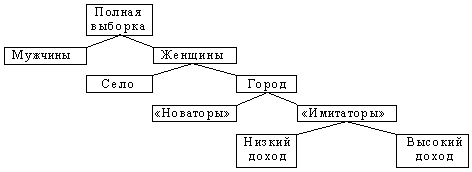 Полная
выборка
Мужчины
Женщины
Село
Город
«Новаторы»
«Имитаторы»
Низкий
доход
Высокий
доход